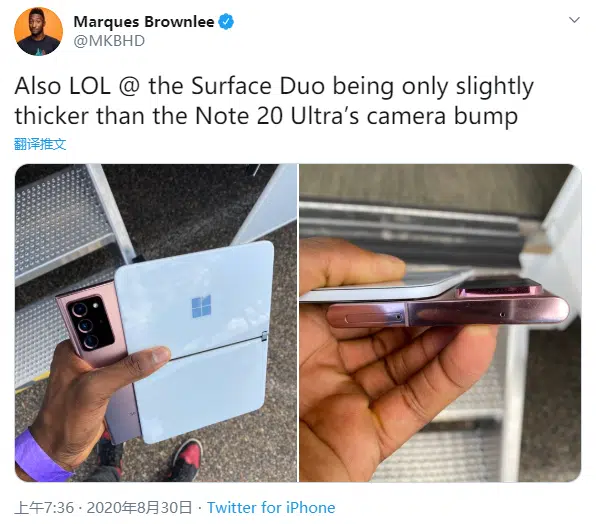 Marques Brownlee
@MKBHD
Also LOL @ the Surface Duo being only slightly
thicker than the Note 20 Ultra’s camera bump
翻译推文
上午7:36 · 2020年8月30日 · Twitter for iPhone